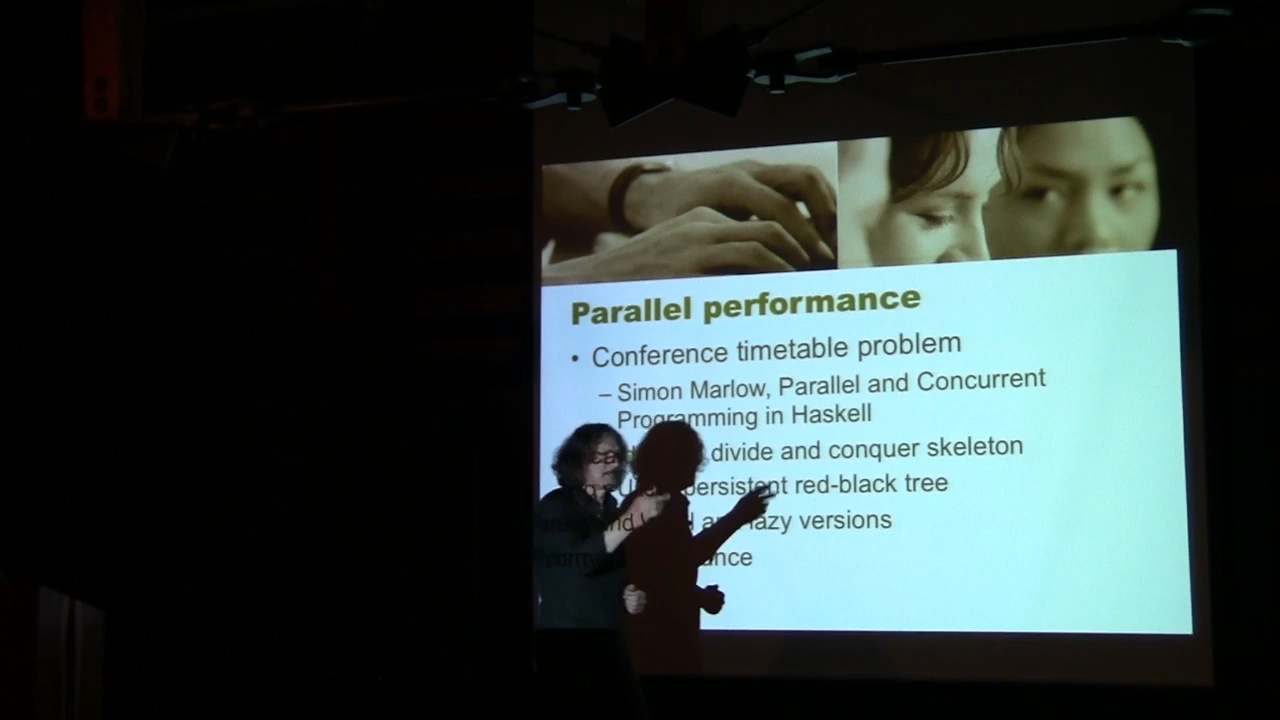 Parallel performance
• Conference timetable problem
– Simon Marlow, Parallel and Concurrent
Programming in Haskell
divide and conquer skeleton
persistent red-black tree
lazy versions